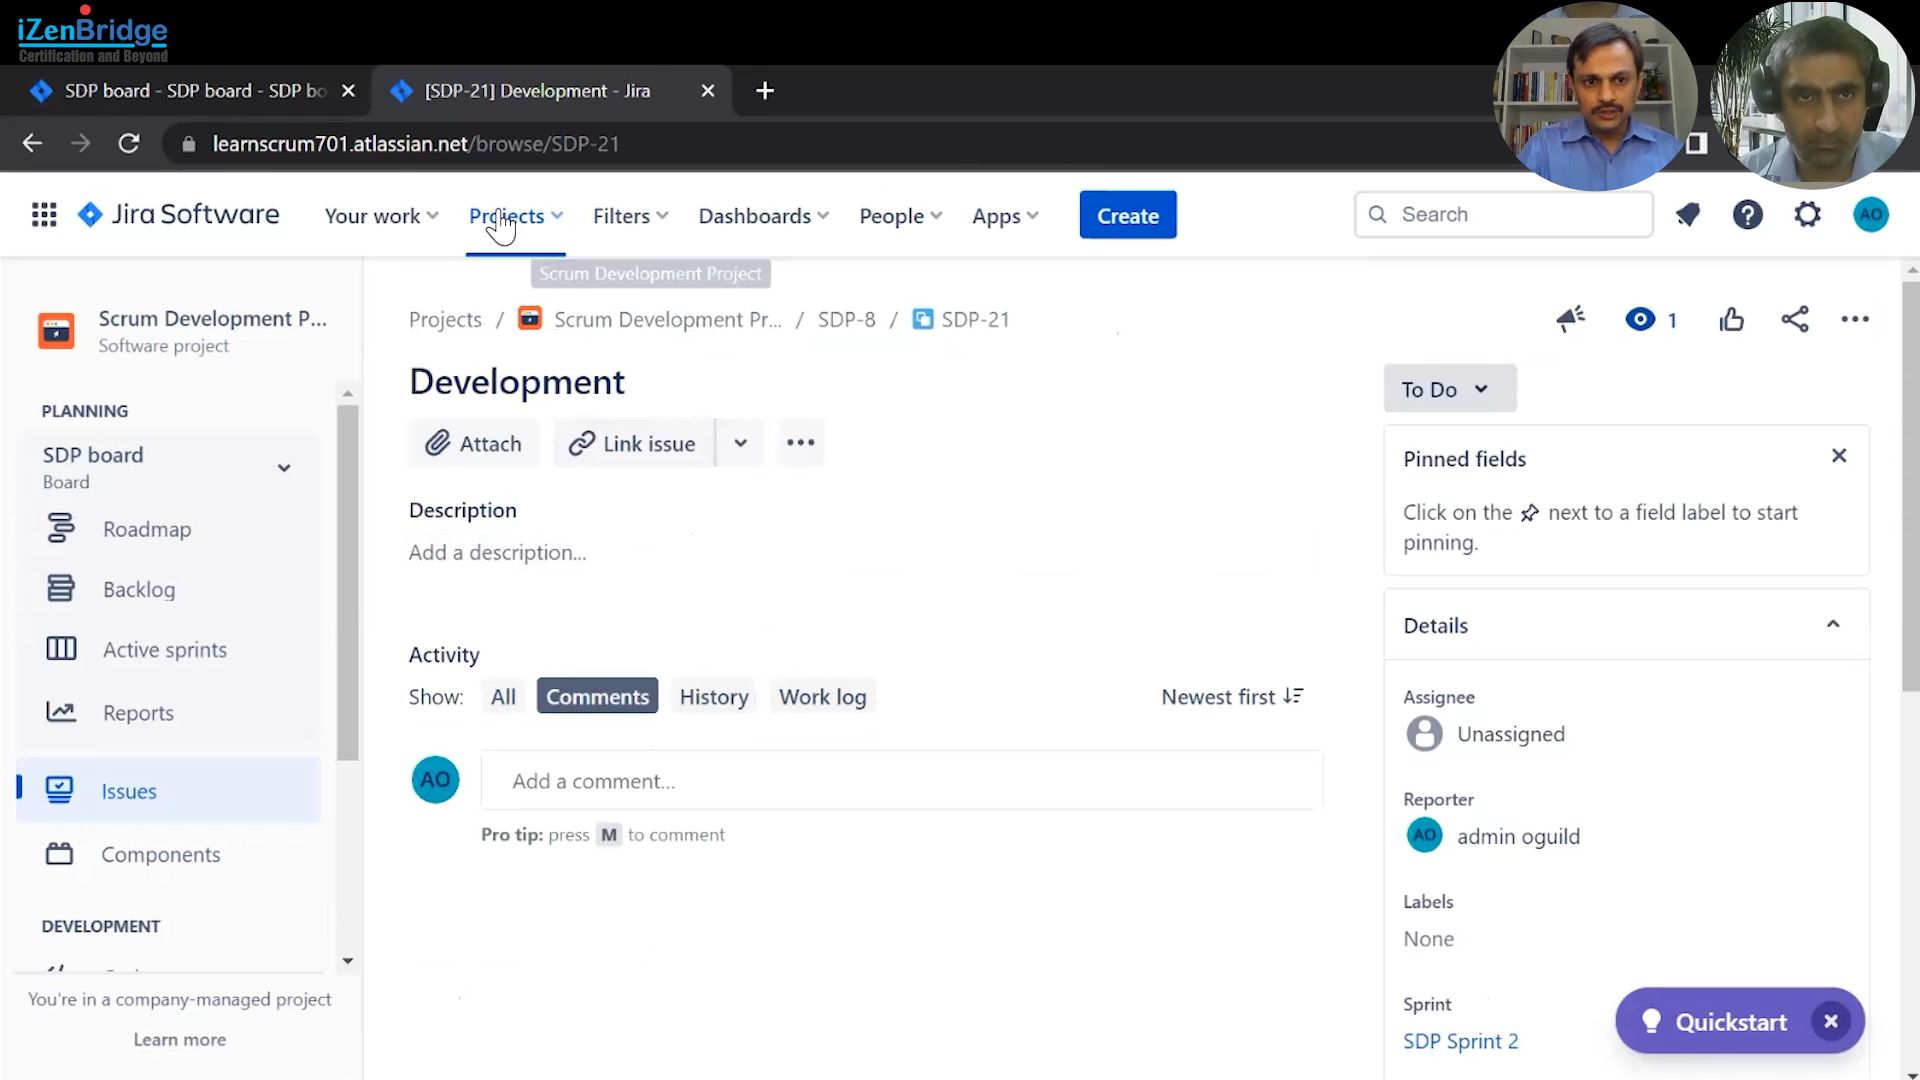 iZenBridge
Certification and Beyond
SDP board - SDP board - SDP bo
[SDP-21] Development - Jira
learnscrum701.atlassian.net/browse/SDP-21
Jira Software
Your work
Projects
Filters
Dashboards
People
Apps
Create
Search
AO
Scrum Development Project
Scrum Development P...
Software project
PLANNING
SDP board
Board
Roadmap
Backlog
Active sprints
Reports
Issues
Components
DEVELOPMENT
You're in a company-managed project
Learn more
Projects / Scrum Development Pr... / SDP-8 / SDP-21
1
Development
Attach
Link issue
Description
Add a description...
Activity
Show: All Comments History Work log
Newest first
AO
Add a comment...
Pro tip: press M to comment
To Do
Pinned fields
Click on the next to a field label to start
pinning.
Details
Assignee
Unassigned
Reporter
AO admin oguild
Labels
None
Sprint
SDP Sprint 2
Quickstart